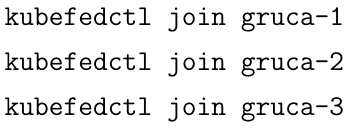 kubefedctl join gruca-1
kubefedctl join gruca-2
kubefedctl join gruca-3